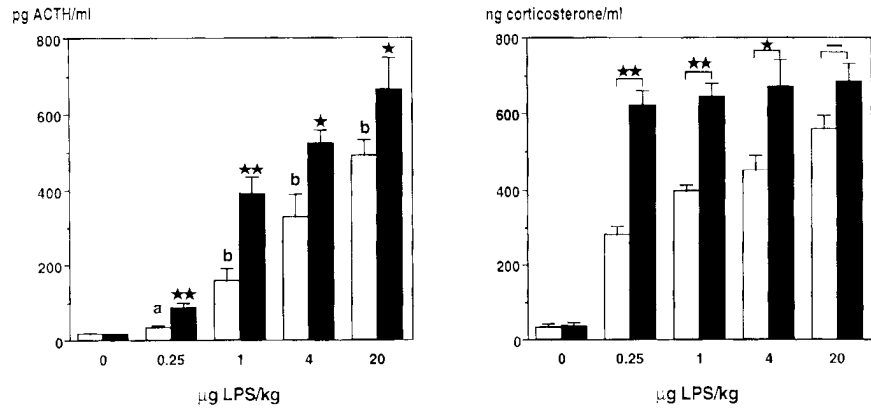 pg ACTH/ml
800
600
400
200
0
a
★★
b
★★
b
★
b
★
0 0.25 1 4 20
μg LPS/kg
ng corticosterone/ml
800
600
400
200
0
★★
★★
★
–
0 0.25 1 4 20
μg LPS/kg